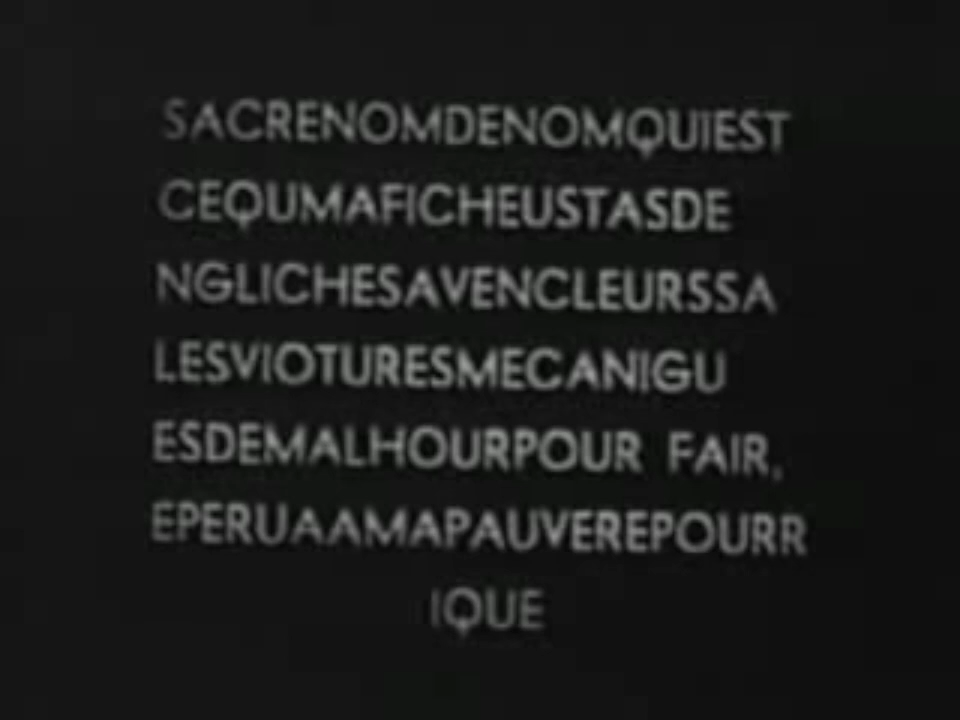 SACRENOMDENOMQUIEST
CEQUMAFICHEUSTASDE
NGLICHESAVENCLEURSSA
LESVIOTURESMECANIGU
ESDEMALHOURPOUR FAIR,
EPERUAAMAPAUVEREPOURR
IQUE